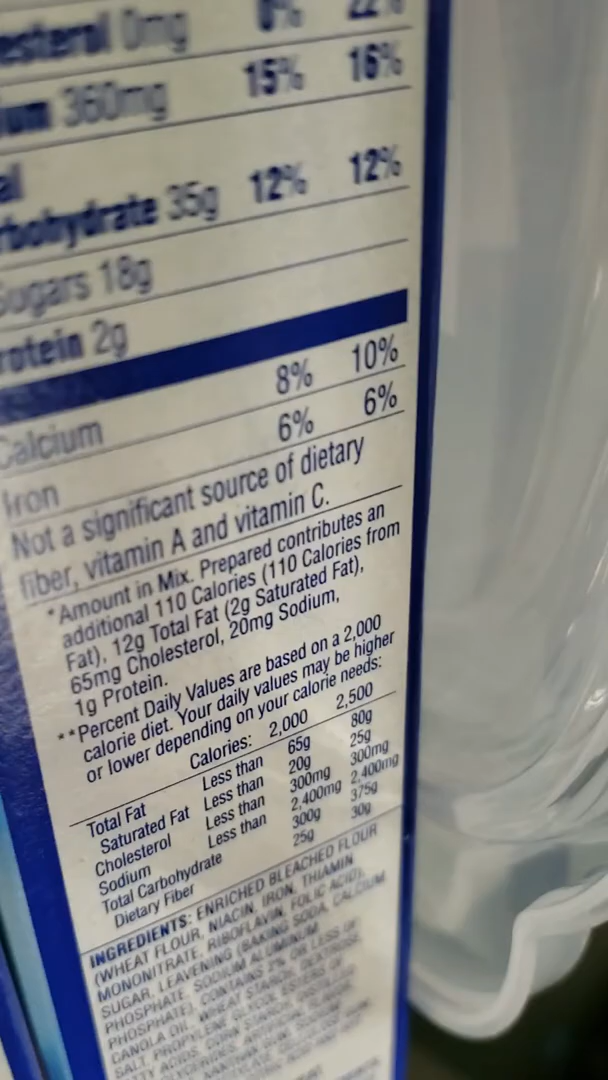 esterol 0mg 0% 22%
ium 360mg 15% 16%
al
rbohydrate 35g 12% 12%
Sugars 18g
rotein 2g
Calcium 8% 10%
Iron 6% 6%
Not a significant source of dietary
fiber, vitamin A and vitamin C.
*Amount in Mix. Prepared contributes an
additional 110 Calories (110 Calories from
Fat), 12g Total Fat (2g Saturated Fat),
65mg Cholesterol, 20mg Sodium,
1g Protein.
**Percent Daily Values are based on a 2,000
calorie diet. Your daily values may be higher
or lower depending on your calorie needs:
Calories: 2,000 2,500
Total Fat Less than 65g 80g
Saturated Fat Less than 20g 25g
Cholesterol Less than 300mg 300mg
Sodium Less than 2,400mg 2,400mg
Total Carbohydrate 300g 375g
Dietary Fiber 25g 30g
INGREDIENTS: ENRICHED BLEACHED FLOUR
(WHEAT FLOUR, NIACIN, IRON, THIAMIN
MONONITRATE, RIBOFLAVIN, FOLIC ACID),
SUGAR, LEAVENING (BAKING SODA, CALCIUM
PHOSPHATE, SODIUM ALUMINUM
PHOSPHATE), CONTAINS 2% OR LESS OF
CANOLA OIL, WHEAT STARCH, DEXTROSE,
SALT, PROPYLENE GLYCOL ESTERS OF